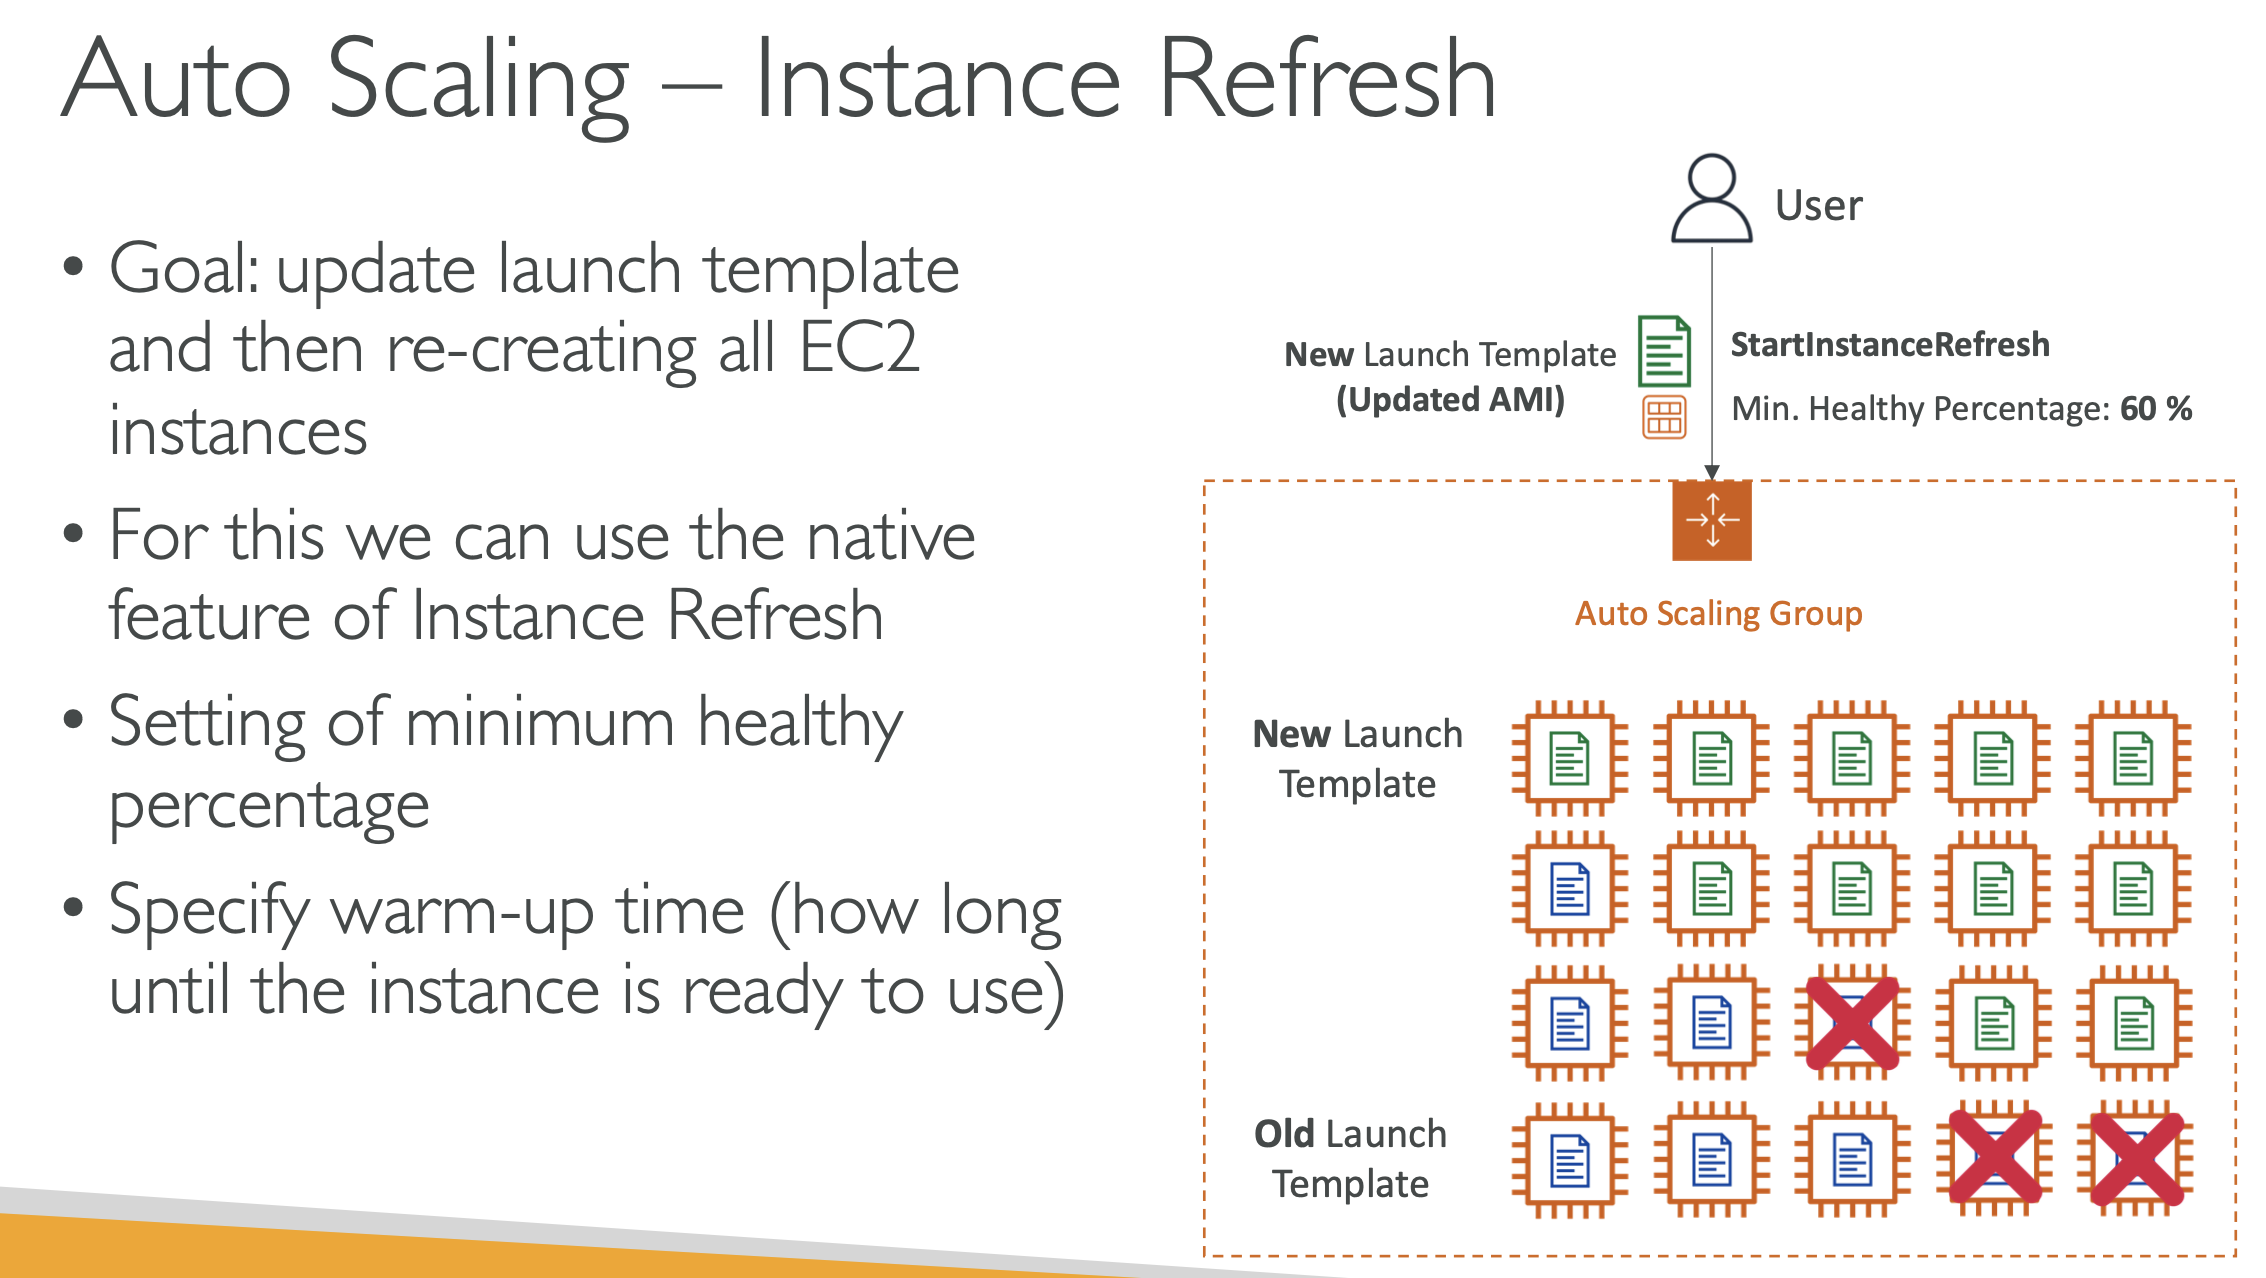 Auto Scaling – Instance Refresh
• Goal: update launch template
and then re-creating all EC2
instances
• For this we can use the native
feature of Instance Refresh
• Setting of minimum healthy
percentage
• Specify warm-up time (how long
until the instance is ready to use)
User
New Launch Template
(Updated AMI)
StartInstanceRefresh
Min. Healthy Percentage: 60 %
Auto Scaling Group
New Launch
Template
Old Launch
Template